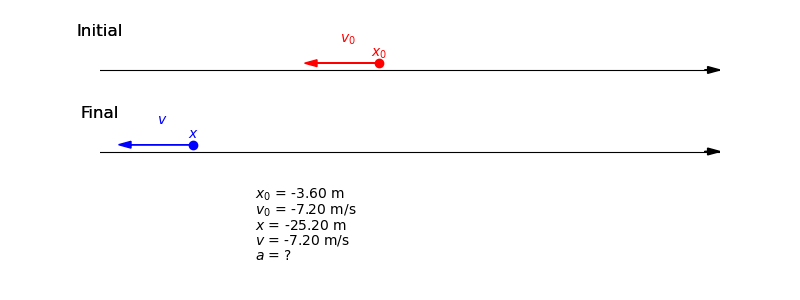 Initial
v₀
x₀
Final
v
x
x₀ = -3.60 m
v₀ = -7.20 m/s
x = -25.20 m
v = -7.20 m/s
a = ?